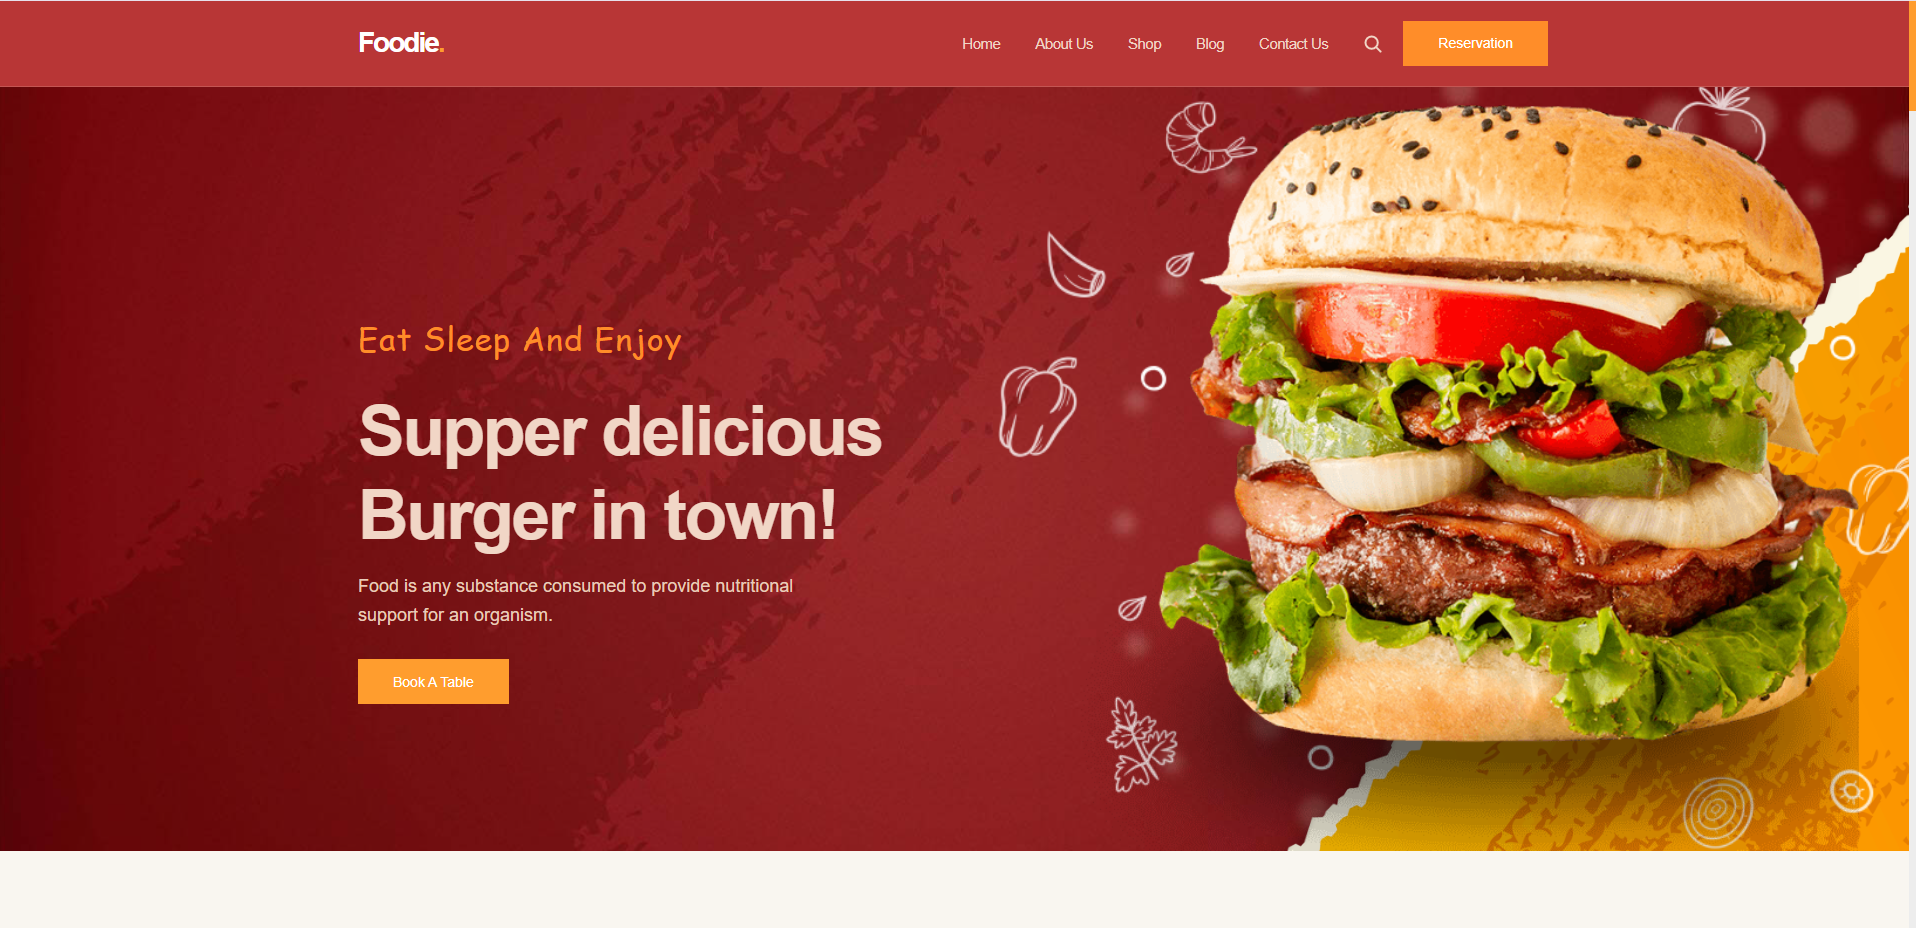 Foodie.
Home About Us Shop Blog Contact Us Reservation
Eat Sleep And Enjoy
Supper delicious
Burger in town!
Food is any substance consumed to provide nutritional
support for an organism.
Book A Table